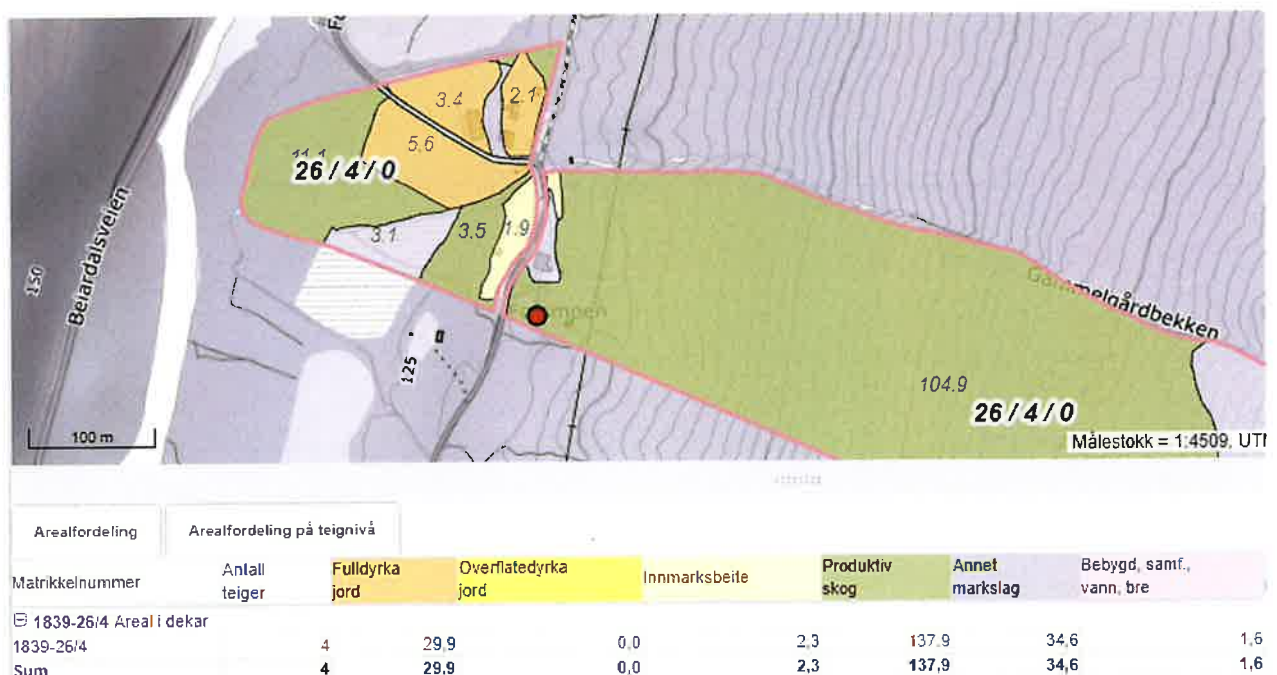 3.4
2.1
5,6
26 / 4 / 0
3.1
3.5
1.9
150
Beiardalsveien
125
Gammelgårdbekken
104.9
26 / 4 / 0
100 m
Målestokk = 1:4509, UTM
Arealfordeling Arealfordeling på teignivå
Matrikkelnummer Antall teiger Fulldyrka jord Overflatedyrka jord Innmarksbeite Produktiv skog Annet markslag Bebygd, samf., vann, bre
1839-26/4 Areal i dekar
1839-26/4 4 29,9 0,0 2,3 137,9 34,6 1,6
Sum 4 29,9 0,0 2,3 137,9 34,6 1,6